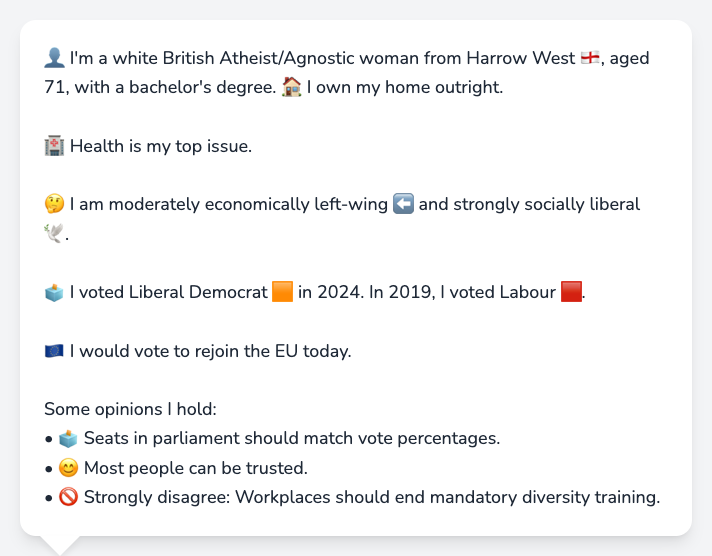 👤 I'm a white British Atheist/Agnostic woman from Harrow West 🏴󠁧󠁢󠁥󠁮󠁧󠁿, aged
71, with a bachelor's degree. 🏠 I own my home outright.
🏥 Health is my top issue.
🤔 I am moderately economically left-wing ⬅️ and strongly socially liberal
🕊️.
🗳️ I voted Liberal Democrat 🟧 in 2024. In 2019, I voted Labour 🟥.
🇪🇺 I would vote to rejoin the EU today.
Some opinions I hold:
• 🗳️ Seats in parliament should match vote percentages.
• 😊 Most people can be trusted.
• 🚫 Strongly disagree: Workplaces should end mandatory diversity training.